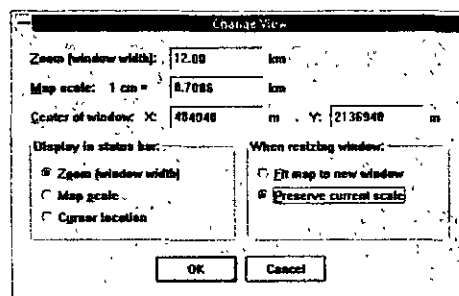 Change View
Zoom (window width): 12.00 km
Map scale: 1 cm = 0.7086 km
Center of window: X: 484040 m Y: 2136940 m
Display in status bar:
Zoom (window width)
Map scale
Cursor location
When resizing window:
Fit map to new window
Preserve current scale
OK Cancel